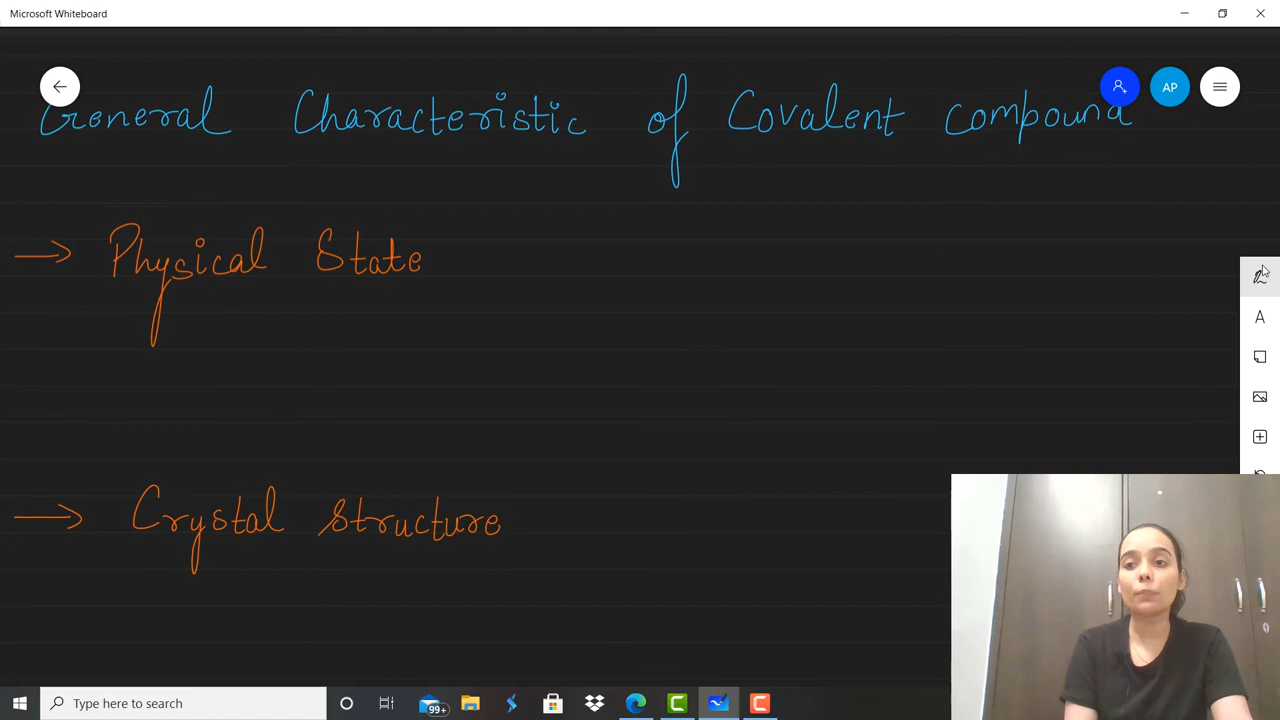 Microsoft Whiteboard
General Characteristic of Covalent compound
AP
→ Physical State
A
→ Crystal structure
Type here to search
99+